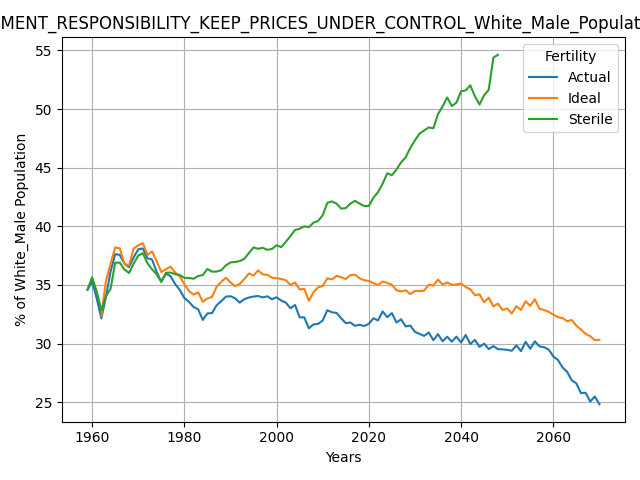 MENT_RESPONSIBILITY_KEEP_PRICES_UNDER_CONTROL_White_Male_Populat
55
50
45
40
35
30
25
% of White_Male Population
Fertility
Actual
Ideal
Sterile
1960 1980 2000 2020 2040 2060
Years